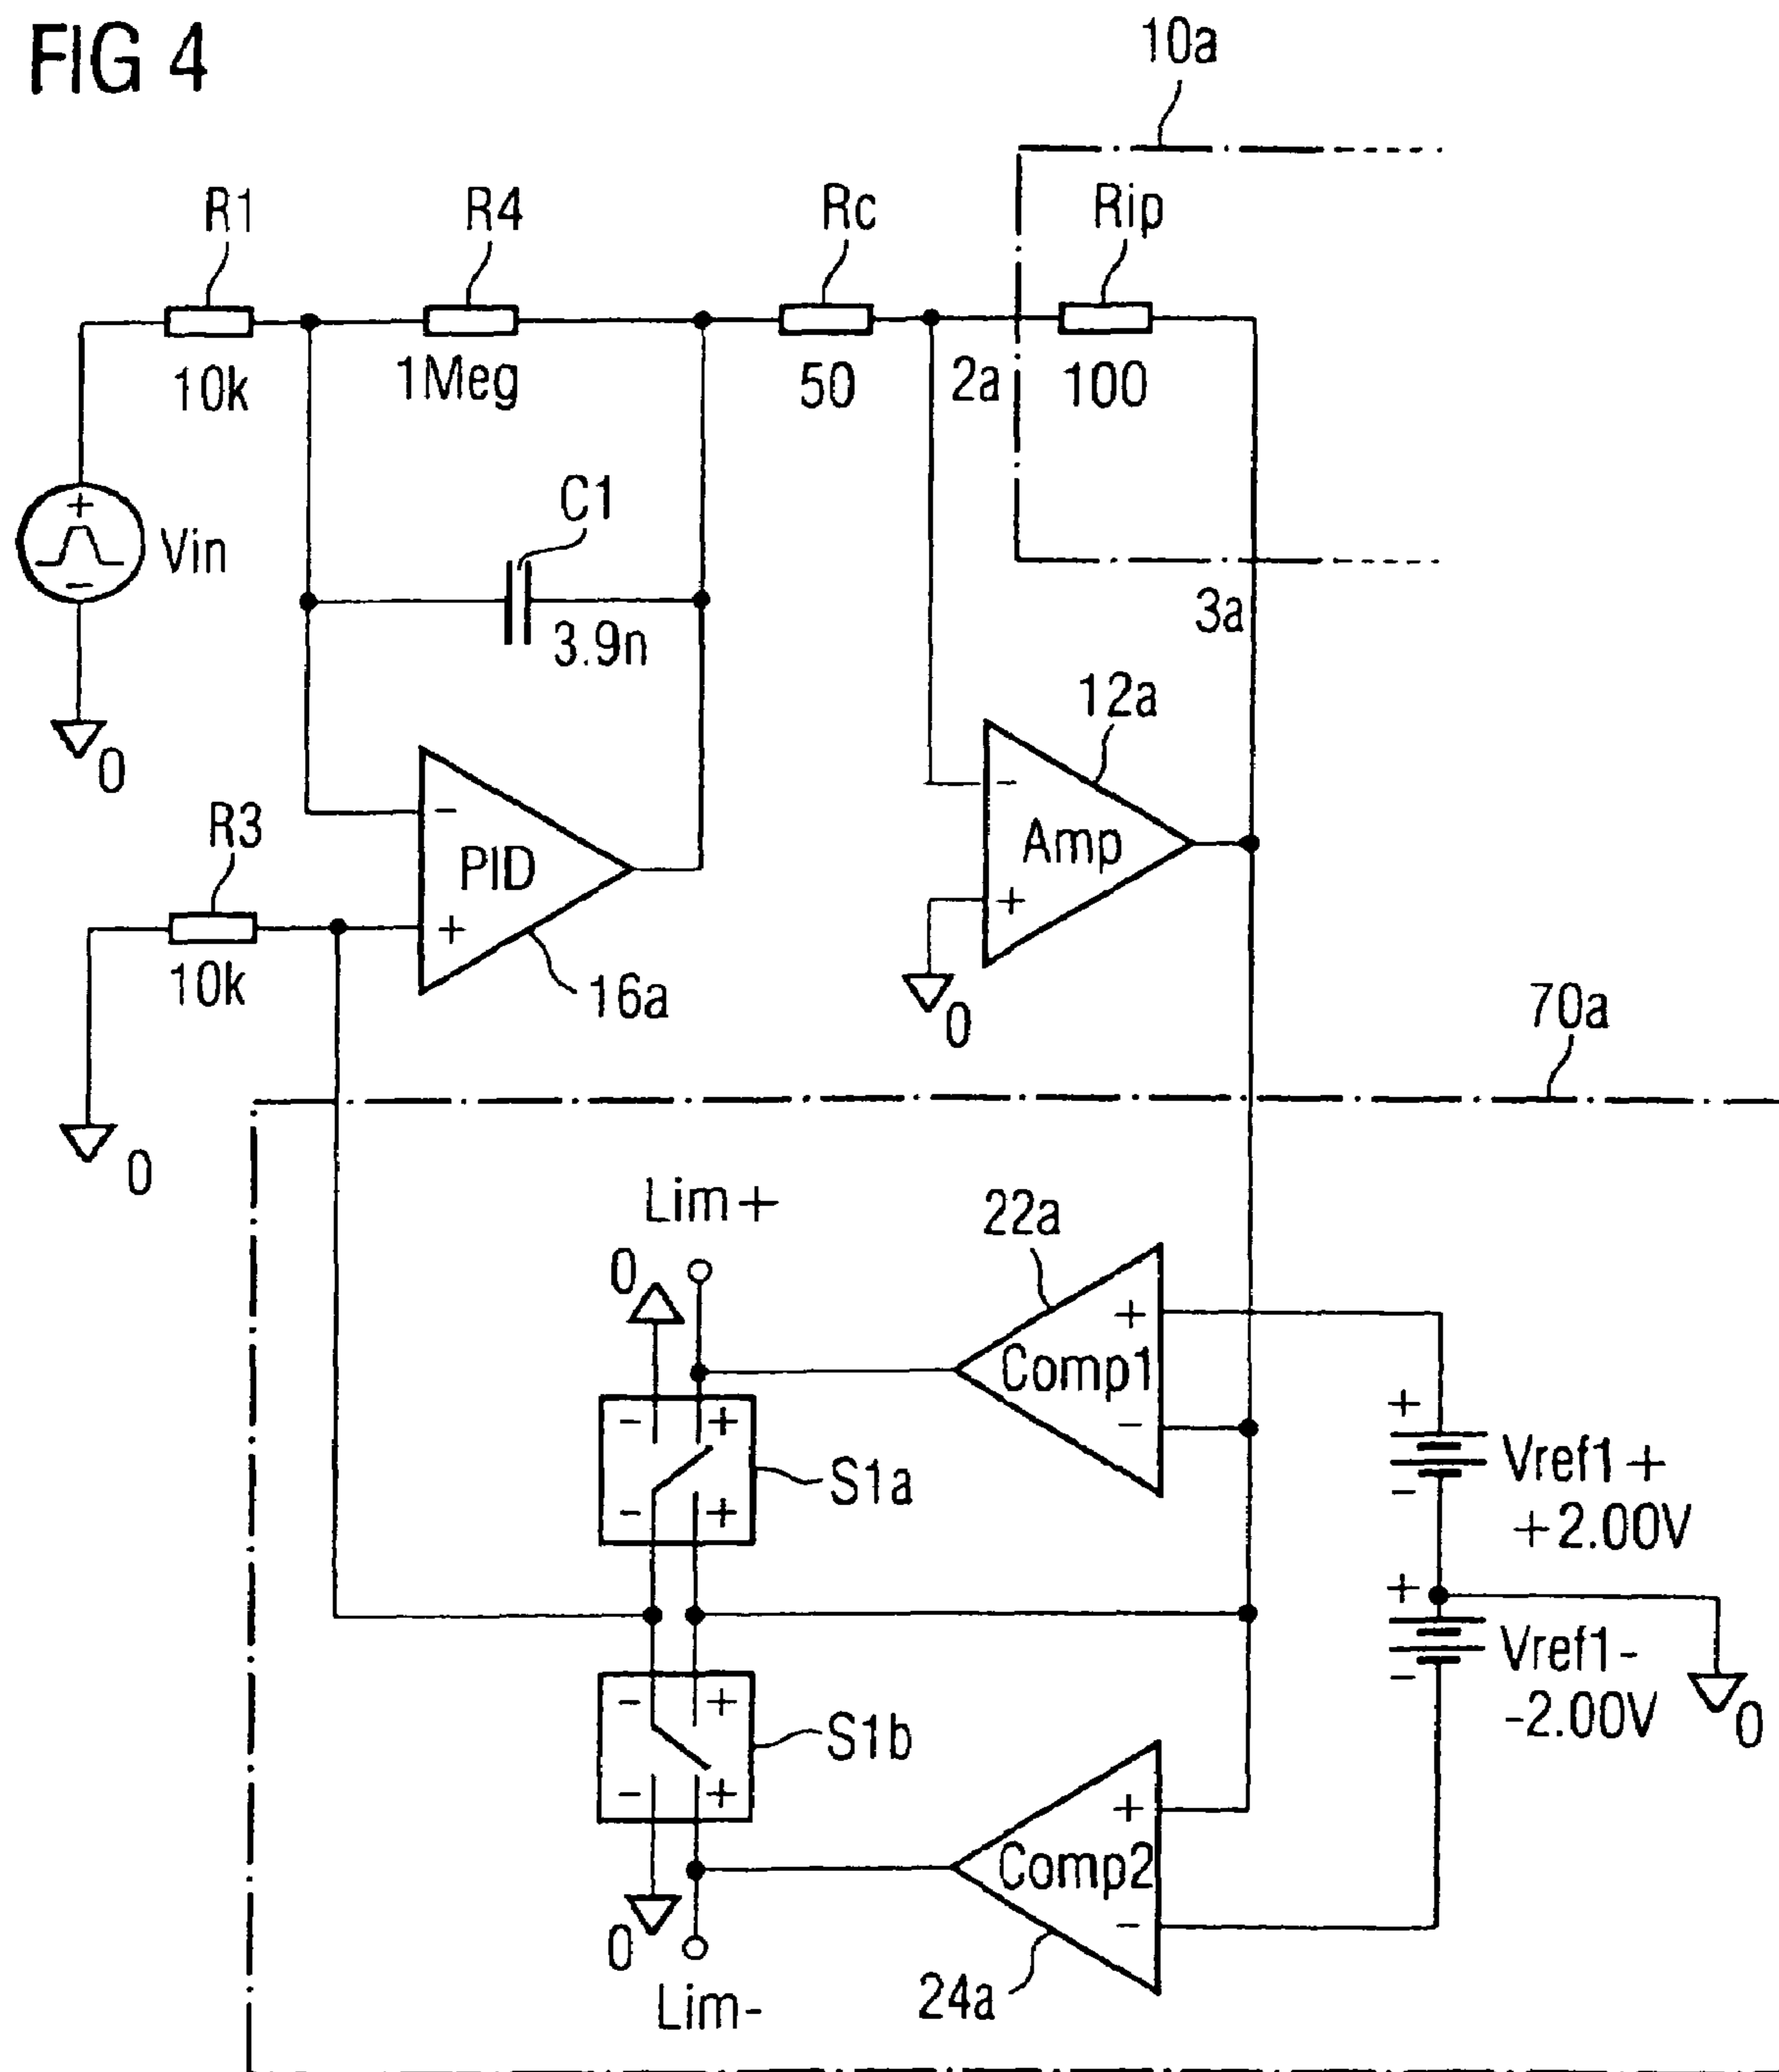 FIG 4
10a
R1
R4
Rc
Rip
10k
1Meg
50
2a
100
+
Vin
-
0
C1
3.9n
3a
12a
-
Amp
+
0
R3
10k
0
-
PID
+
16a
70a
Lim+
0
22a
+
Comp1
-
- +
- +
S1a
+
-
Vref1+
+2.00V
+
-
Vref1-
-2.00V
0
- +
- +
S1b
+
Comp2
-
0
Lim-
24a